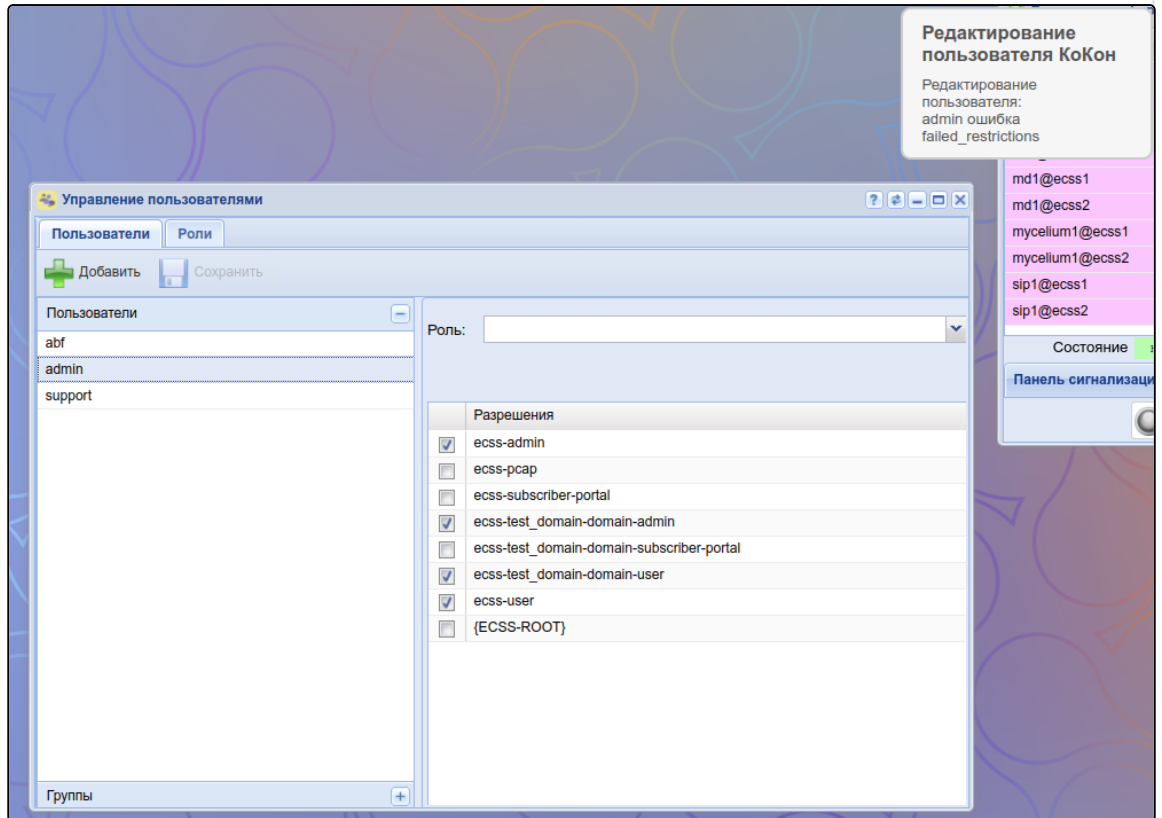 Редактирование
пользователя КоКон
Редактирование
пользователя:
admin ошибка
failed_restrictions
md1@ecss1
md1@ecss2
mycelium1@ecss1
mycelium1@ecss2
sip1@ecss1
sip1@ecss2
Состояние
Панель сигнализаци
Управление пользователями
Пользователи
Роли
Добавить
Сохранить
Пользователи
abf
admin
support
Группы
Роль:
Разрешения
ecss-admin
ecss-pcap
ecss-subscriber-portal
ecss-test_domain-domain-admin
ecss-test_domain-domain-subscriber-portal
ecss-test_domain-domain-user
ecss-user
{ECSS-ROOT}